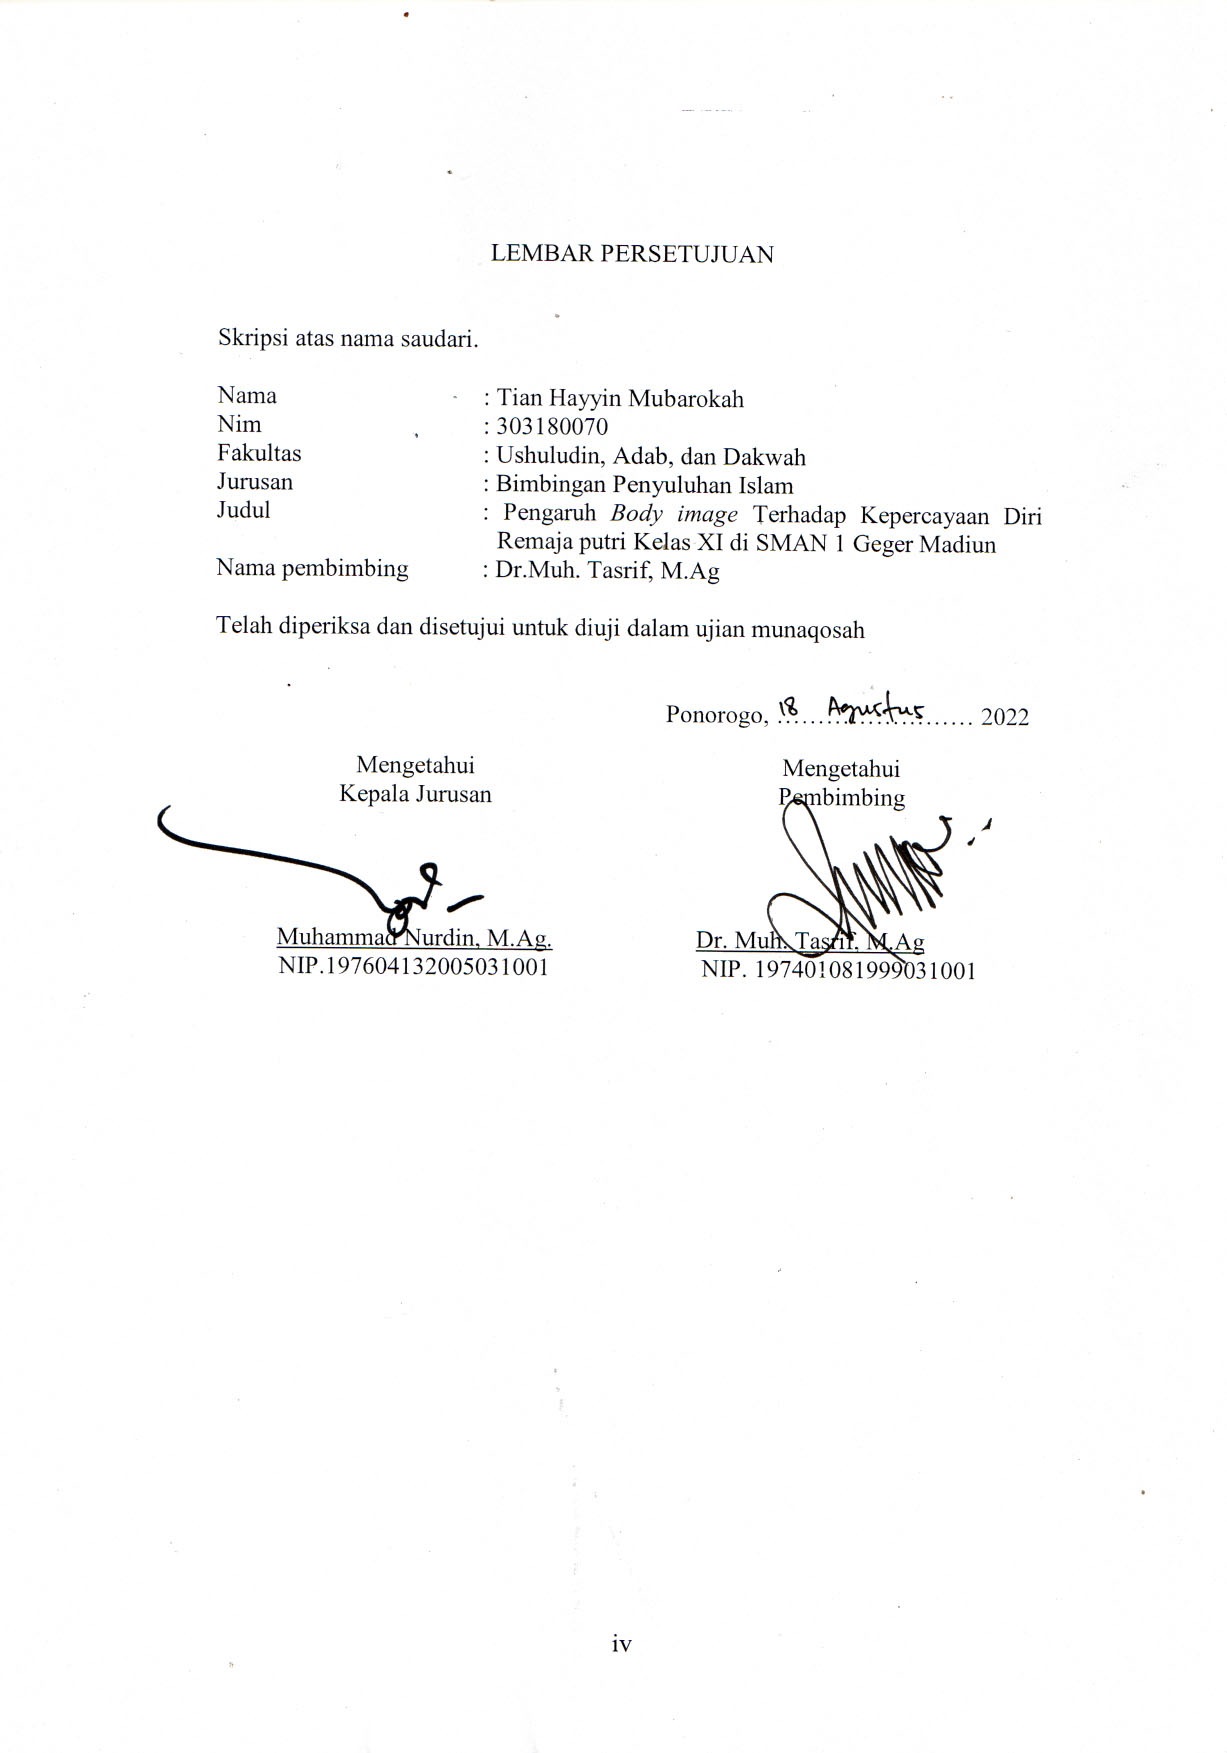 LEMBAR PERSETUJUAN
Skripsi atas nama saudari.
Nama : Tian Hayyin Mubarokah
Nim : 303180070
Fakultas : Ushuludin, Adab, dan Dakwah
Jurusan : Bimbingan Penyuluhan Islam
Judul : Pengaruh Body image Terhadap Kepercayaan Diri
Remaja putri Kelas XI di SMAN 1 Geger Madiun
Nama pembimbing : Dr.Muh. Tasrif, M.Ag
Telah diperiksa dan disetujui untuk diuji dalam ujian munaqosah
Ponorogo, 18 Agustus 2022
Mengetahui
Kepala Jurusan
Muhammad Nurdin, M.Ag.
NIP.197604132005031001
Mengetahui
Pembimbing
Dr. Muh. Tasrif, M.Ag
NIP. 197401081999031001
iv